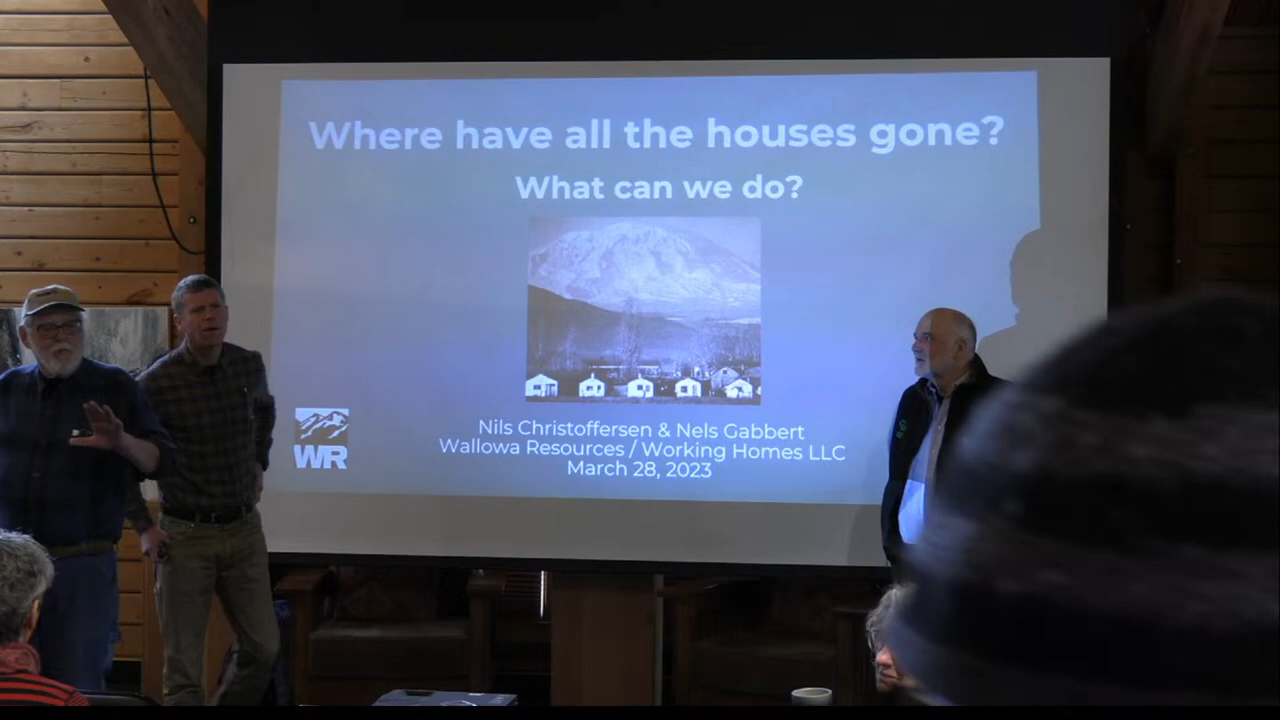 Where have all the houses gone?
What can we do?
WR
Nils Christoffersen & Nels Gabbert
Wallowa Resources / Working Homes LLC
March 28, 2023